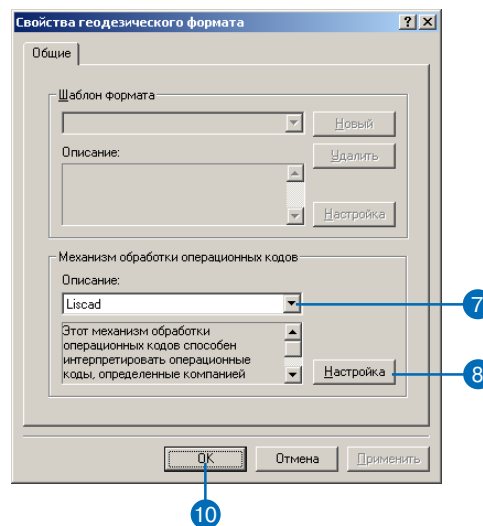 Свойства геодезического формата
Общие
Шаблон формата
Новый
Описание:
Удалить
Настройка
Механизм обработки операционных кодов
Описание:
Liscad
7
Этот механизм обработки
операционных кодов способен
интерпретировать операционные
коды, определенные компанией
Настройка
8
OK
Отмена
Применить
10